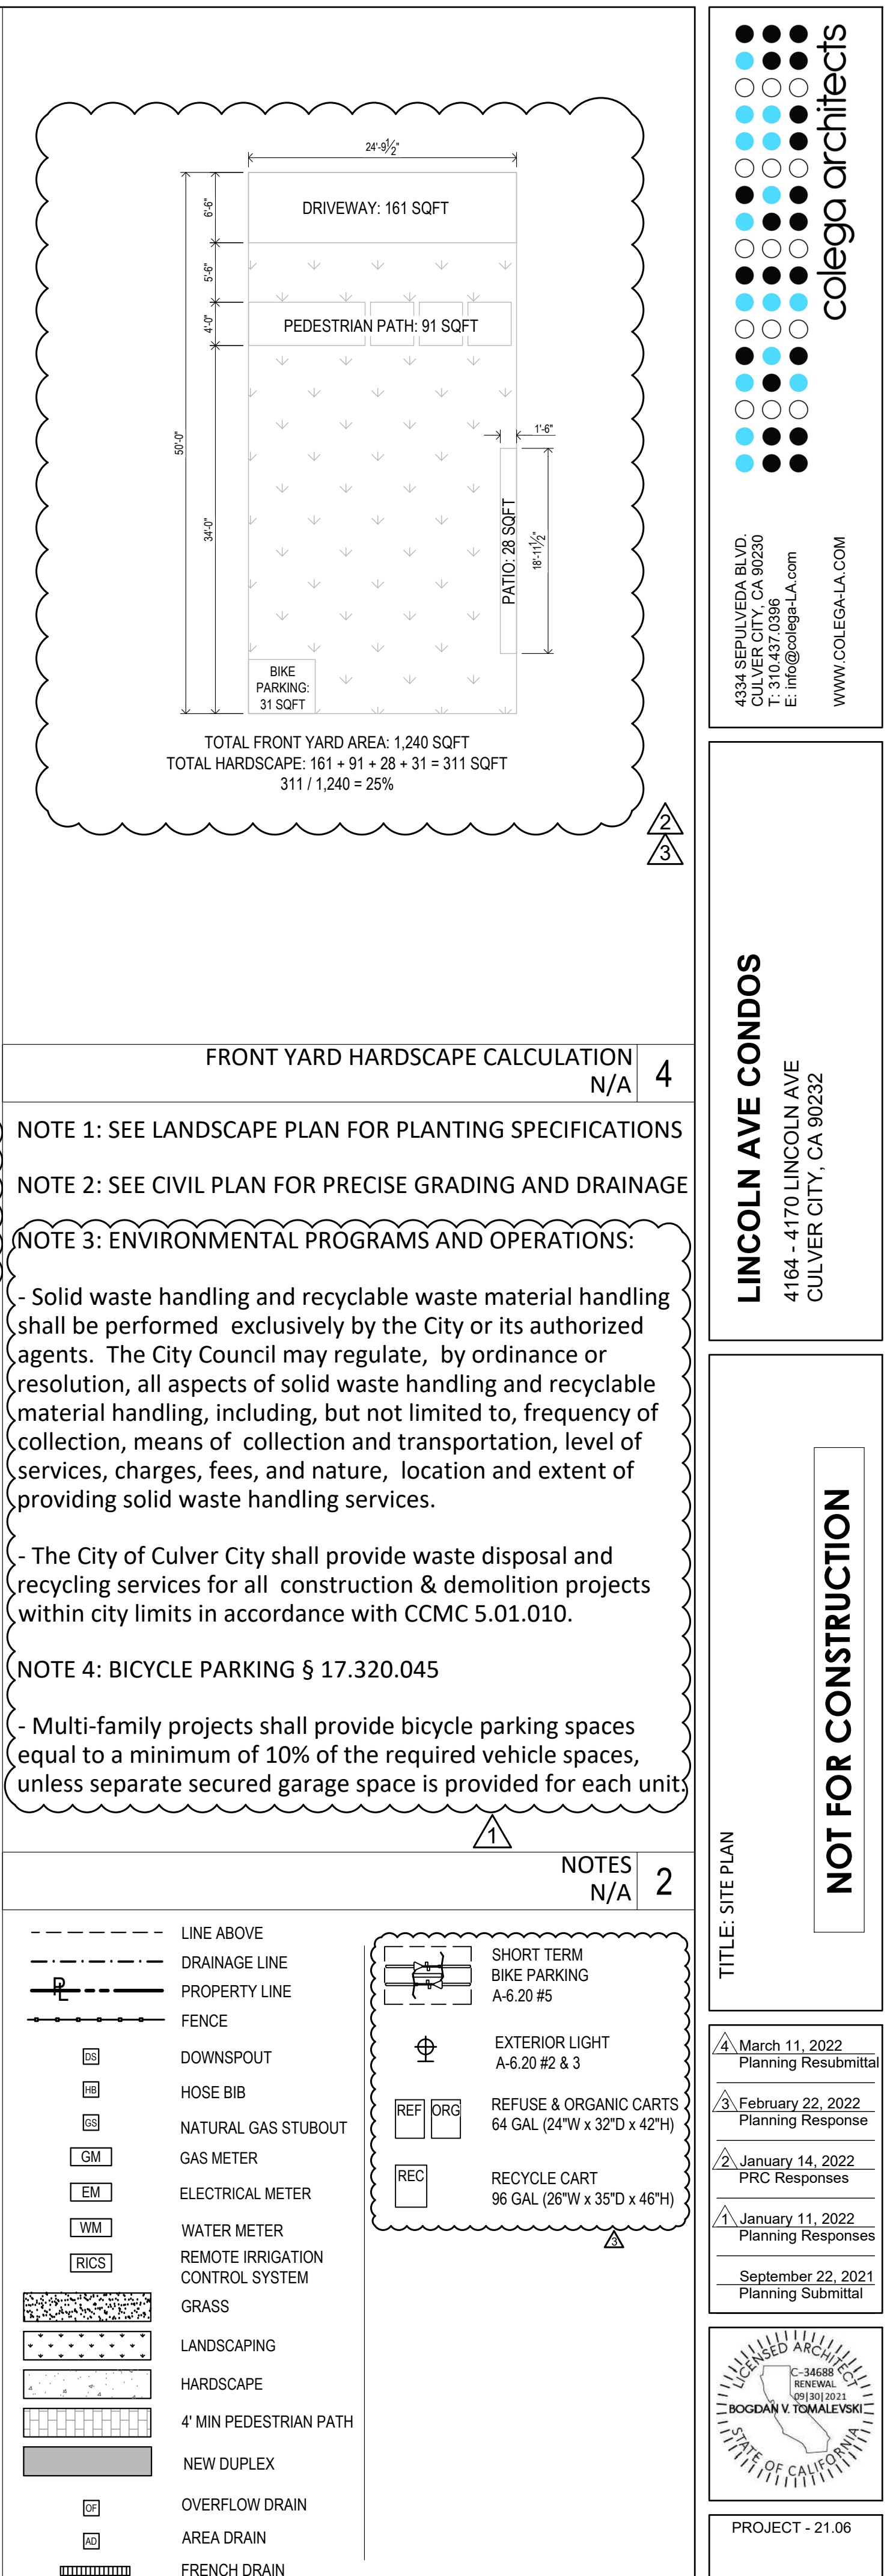 24'-9½"
50'-0"
6'-6"
5'-6"
4'-0"
34'-0"
DRIVEWAY: 161 SQFT
PEDESTRIAN PATH: 91 SQFT
1'-6"
PATIO: 28 SQFT
18'-11½"
BIKE
PARKING:
31 SQFT
TOTAL FRONT YARD AREA: 1,240 SQFT
TOTAL HARDSCAPE: 161 + 91 + 28 + 31 = 311 SQFT
311 / 1,240 = 25%
2
3
FRONT YARD HARDSCAPE CALCULATION
N/A
4
NOTE 1: SEE LANDSCAPE PLAN FOR PLANTING SPECIFICATIONS
NOTE 2: SEE CIVIL PLAN FOR PRECISE GRADING AND DRAINAGE
NOTE 3: ENVIRONMENTAL PROGRAMS AND OPERATIONS:
- Solid waste handling and recyclable waste material handling
shall be performed exclusively by the City or its authorized
agents. The City Council may regulate, by ordinance or
resolution, all aspects of solid waste handling and recyclable
material handling, including, but not limited to, frequency of
collection, means of collection and transportation, level of
services, charges, fees, and nature, location and extent of
providing solid waste handling services.
- The City of Culver City shall provide waste disposal and
recycling services for all construction & demolition projects
within city limits in accordance with CCMC 5.01.010.
NOTE 4: BICYCLE PARKING § 17.320.045
- Multi-family projects shall provide bicycle parking spaces
equal to a minimum of 10% of the required vehicle spaces,
unless separate secured garage space is provided for each unit.
1
NOTES
N/A
2
LINE ABOVE
DRAINAGE LINE
PL PROPERTY LINE
FENCE
DS DOWNSPOUT
HB HOSE BIB
GS NATURAL GAS STUBOUT
GM GAS METER
EM ELECTRICAL METER
WM WATER METER
RICS REMOTE IRRIGATION
CONTROL SYSTEM
GRASS
LANDSCAPING
HARDSCAPE
4' MIN PEDESTRIAN PATH
NEW DUPLEX
OF OVERFLOW DRAIN
AD AREA DRAIN
FRENCH DRAIN
SHORT TERM
BIKE PARKING
A-6.20 #5
EXTERIOR LIGHT
A-6.20 #2 & 3
REF ORG REFUSE & ORGANIC CARTS
64 GAL (24"W x 32"D x 42"H)
REC RECYCLE CART
96 GAL (26"W x 35"D x 46"H)
3
colega architects
4334 SEPULVEDA BLVD.
CULVER CITY, CA 90230
T: 310.437.0396
E: info@colega-LA.com
WWW.COLEGA-LA.COM
LINCOLN AVE CONDOS
4164 - 4170 LINCOLN AVE
CULVER CITY, CA 90232
TITLE: SITE PLAN
NOT FOR CONSTRUCTION
4 March 11, 2022
Planning Resubmittal
3 February 22, 2022
Planning Response
2 January 14, 2022
PRC Responses
1 January 11, 2022
Planning Responses
September 22, 2021
Planning Submittal
LICENSED ARCHITECT
C-34688
RENEWAL
09|30|2021
BOGDAN V. TOMALEVSKI
STATE OF CALIFORNIA
PROJECT - 21.06